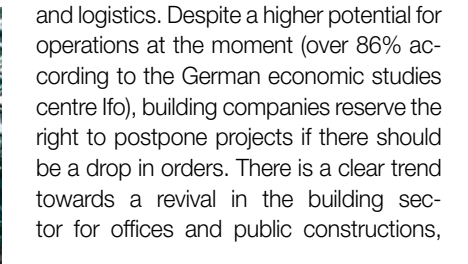 and logistics. Despite a higher potential for
operations at the moment (over 86% ac-
cording to the German economic studies
centre Ifo), building companies reserve the
right to postpone projects if there should
be a drop in orders. There is a clear trend
towards a revival in the building sec-
tor for offices and public constructions,